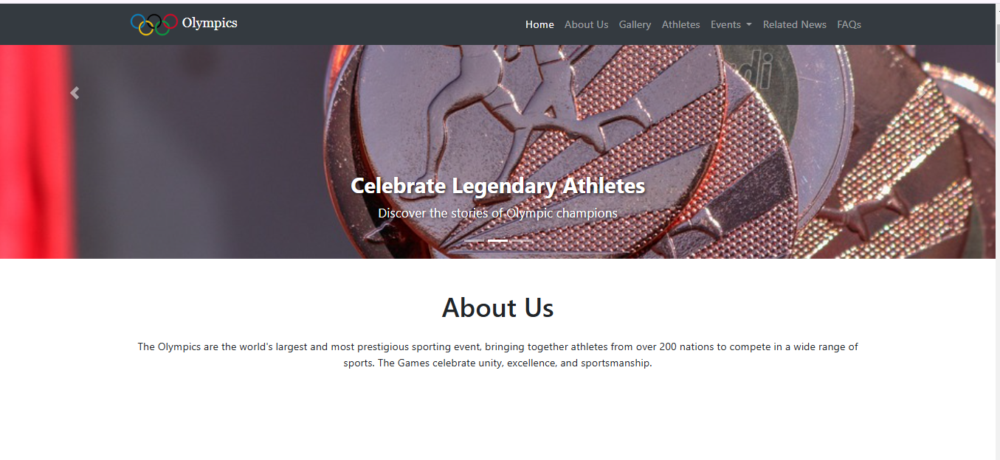 Olympics
Home About Us Gallery Athletes Events Related News FAQs
Celebrate Legendary Athletes
Discover the stories of Olympic champions
About Us
The Olympics are the world's largest and most prestigious sporting event, bringing together athletes from over 200 nations to compete in a wide range of
sports. The Games celebrate unity, excellence, and sportsmanship.